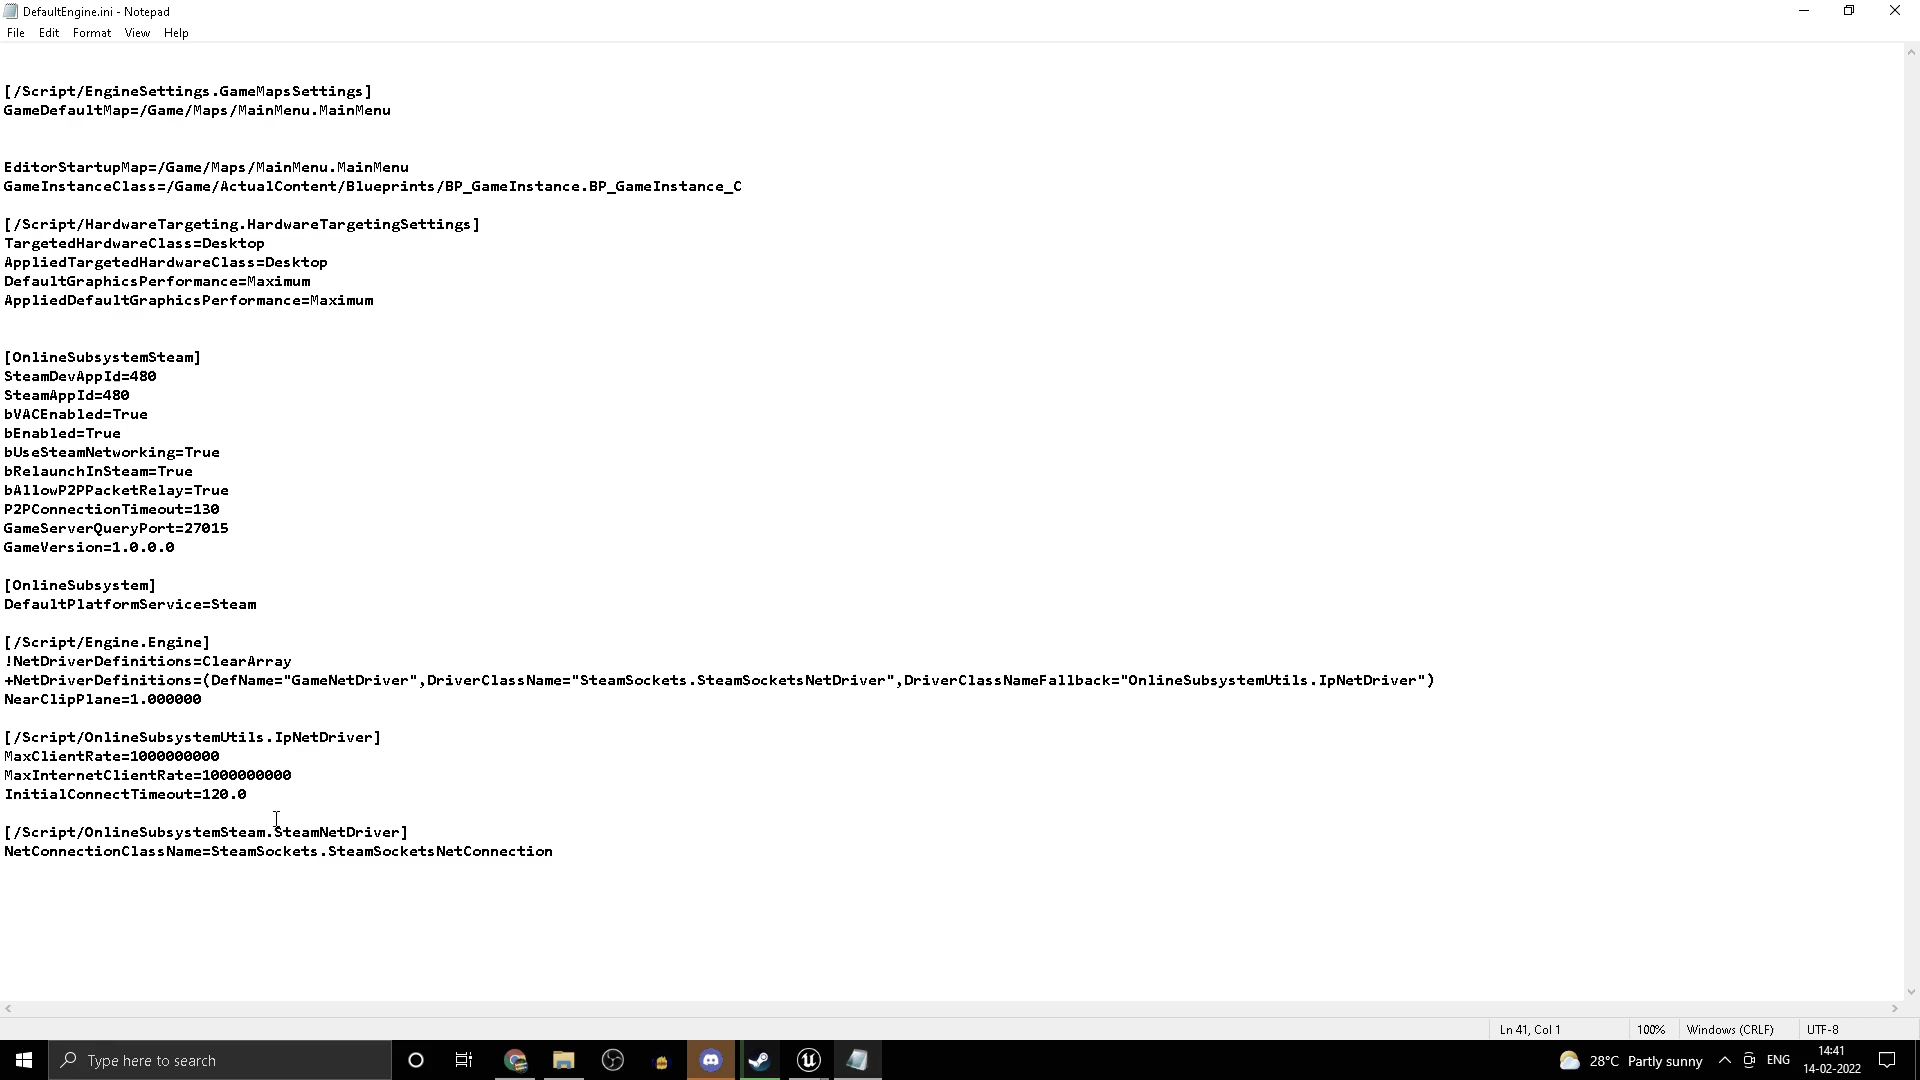 DefaultEngine.ini - Notepad
File Edit Format View Help
[/Script/EngineSettings.GameMapsSettings]
GameDefaultMap=/Game/Maps/MainMenu.MainMenu
EditorStartupMap=/Game/Maps/MainMenu.MainMenu
GameInstanceClass=/Game/ActualContent/Blueprints/BP_GameInstance.BP_GameInstance_C
[/Script/HardwareTargeting.HardwareTargetingSettings]
TargetedHardwareClass=Desktop
AppliedTargetedHardwareClass=Desktop
DefaultGraphicsPerformance=Maximum
AppliedDefaultGraphicsPerformance=Maximum
[OnlineSubsystemSteam]
SteamDevAppId=480
SteamAppId=480
bVACEnabled=True
bEnabled=True
bUseSteamNetworking=True
bRelaunchInSteam=True
bAllowP2PPacketRelay=True
P2PConnectionTimeout=130
GameServerQueryPort=27015
GameVersion=1.0.0.0
[OnlineSubsystem]
DefaultPlatformService=Steam
[/Script/Engine.Engine]
!NetDriverDefinitions=ClearArray
+NetDriverDefinitions=(DefName="GameNetDriver",DriverClassName="SteamSockets.SteamSocketsNetDriver",DriverClassNameFallback="OnlineSubsystemUtils.IpNetDriver")
NearClipPlane=1.000000
[/Script/OnlineSubsystemUtils.IpNetDriver]
MaxClientRate=1000000000
MaxInternetClientRate=1000000000
InitialConnectTimeout=120.0
[/Script/OnlineSubsystemSteam.SteamNetDriver]
NetConnectionClassName=SteamSockets.SteamSocketsNetConnection
Ln 41, Col 1 100% Windows (CRLF) UTF-8
Type here to search
28°C Partly sunny ENG
14:41
14-02-2022